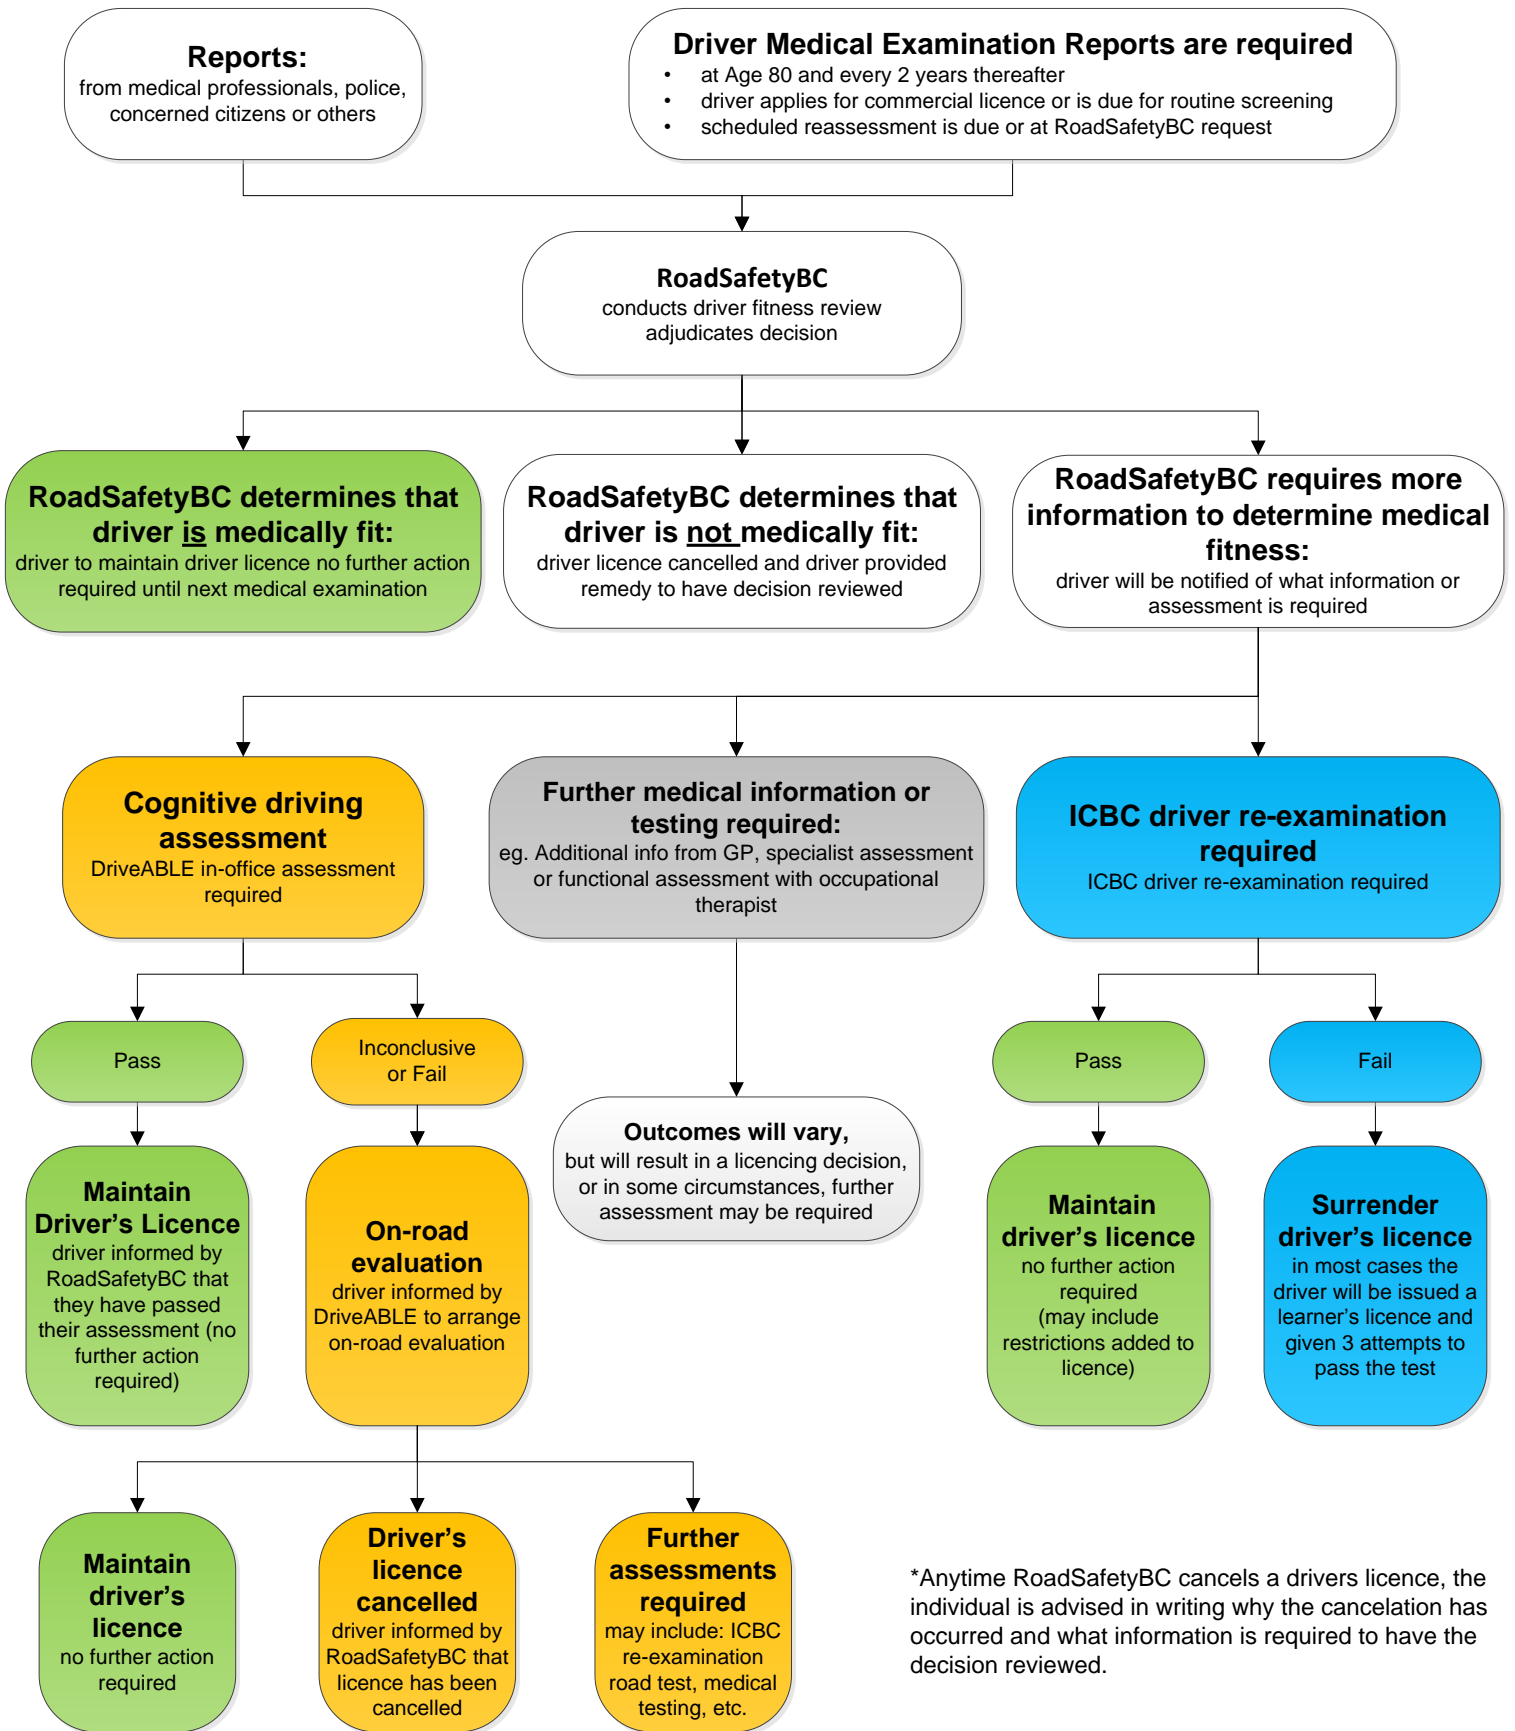 Reports:
from medical professionals, police,
concerned citizens or others
Driver Medical Examination Reports are required
• at Age 80 and every 2 years thereafter
• driver applies for commercial licence or is due for routine screening
• scheduled reassessment is due or at RoadSafetyBC request
RoadSafetyBC
conducts driver fitness review
adjudicates decision
RoadSafetyBC determines that
driver is medically fit:
driver to maintain driver licence no further action
required until next medical examination
RoadSafetyBC determines that
driver is not medically fit:
driver licence cancelled and driver provided
remedy to have decision reviewed
RoadSafetyBC requires more
information to determine medical
fitness:
driver will be notified of what information or
assessment is required
Cognitive driving
assessment
DriveABLE in-office assessment
required
Further medical information or
testing required:
eg. Additional info from GP, specialist assessment
or functional assessment with occupational
therapist
ICBC driver re-examination
required
ICBC driver re-examination required
Pass
Inconclusive
or Fail
Pass
Fail
Maintain
Driver’s Licence
driver informed by
RoadSafetyBC that
they have passed
their assessment (no
further action
required)
On-road
evaluation
driver informed by
DriveABLE to arrange
on-road evaluation
Outcomes will vary,
but will result in a licencing decision,
or in some circumstances, further
assessment may be required
Maintain
driver’s licence
no further action
required
(may include
restrictions added to
licence)
Surrender
driver’s licence
in most cases the
driver will be issued a
learner’s licence and
given 3 attempts to
pass the test
Maintain
driver’s
licence
no further action
required
Driver’s
licence
cancelled
driver informed by
RoadSafetyBC that
licence has been
cancelled
Further
assessments
required
may include: ICBC
re-examination
road test, medical
testing, etc.
*Anytime RoadSafetyBC cancels a drivers licence, the
individual is advised in writing why the cancelation has
occurred and what information is required to have the
decision reviewed.